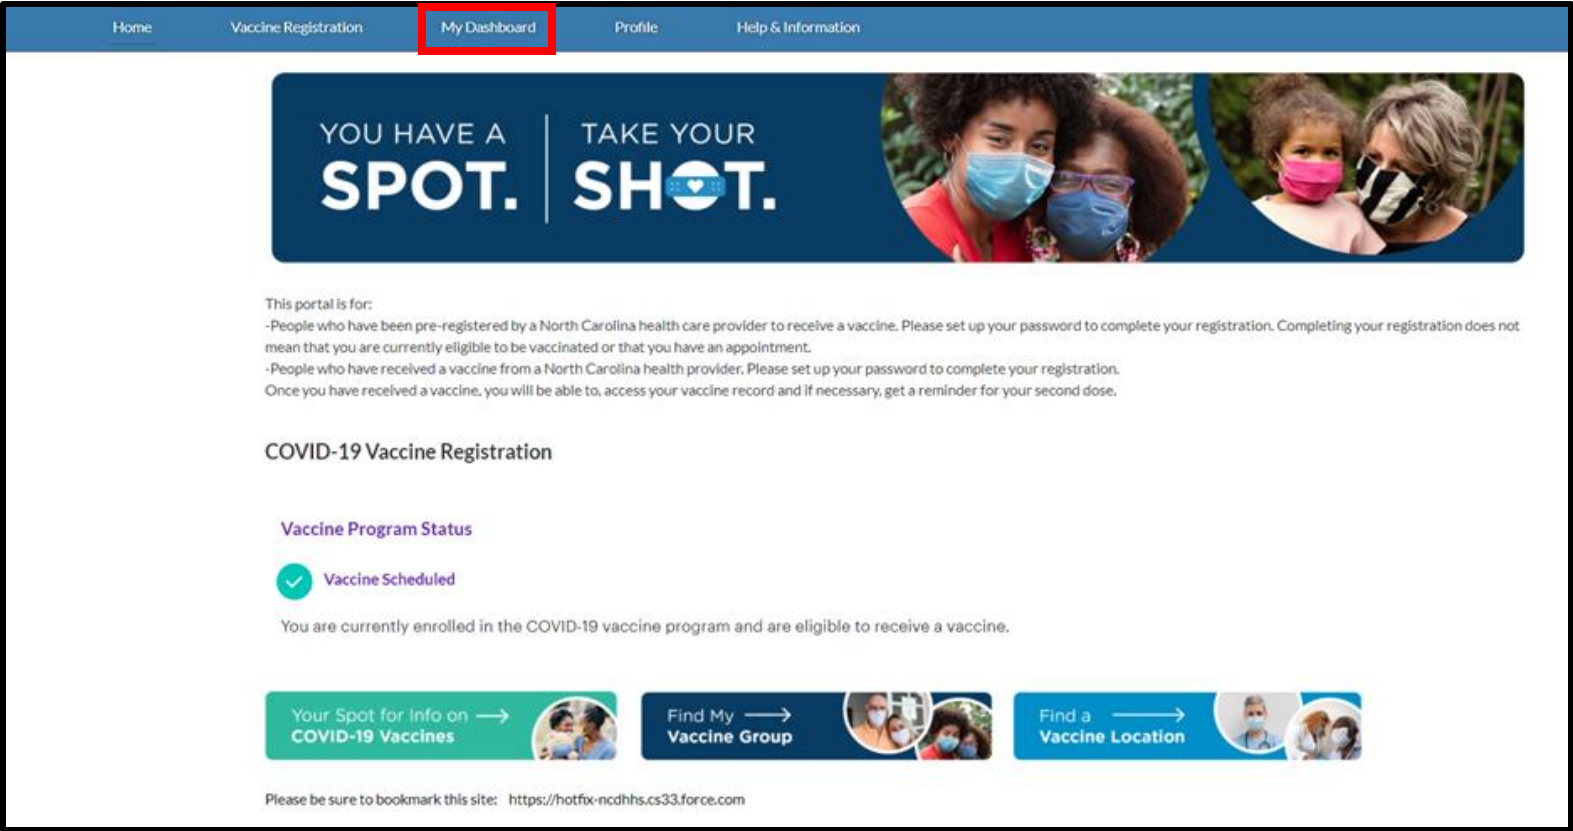 Home Vaccine Registration My Dashboard Profile Help & Information
YOU HAVE A
SPOT.
TAKE YOUR
SHOT.
This portal is for:
-People who have been pre-registered by a North Carolina health care provider to receive a vaccine. Please set up your password to complete your registration. Completing your registration does not
mean that you are currently eligible to be vaccinated or that you have an appointment.
-People who have received a vaccine from a North Carolina health provider. Please set up your password to complete your registration.
Once you have received a vaccine, you will be able to, access your vaccine record and if necessary, get a reminder for your second dose.
COVID-19 Vaccine Registration
Vaccine Program Status
Vaccine Scheduled
You are currently enrolled in the COVID-19 vaccine program and are eligible to receive a vaccine.
Your Spot for Info on
COVID-19 Vaccines
Find My
Vaccine Group
Find a
Vaccine Location
Please be sure to bookmark this site: https://hotfix-ncdhhs.cs33.force.com